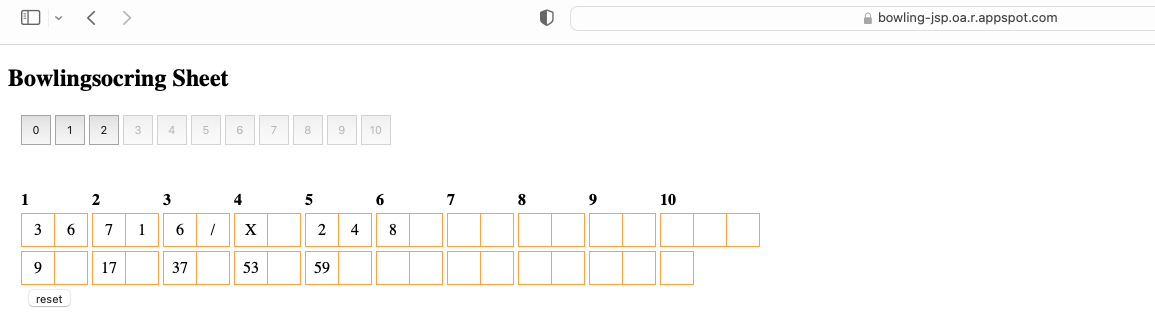 bowling-jsp.oa.r.appspot.com
Bowlingsocring Sheet
0 1 2 3 4 5 6 7 8 9 10
1 2 3 4 5 6 7 8 9 10
3 6 7 1 6 / X 2 4 8
9 17 37 53 59
reset